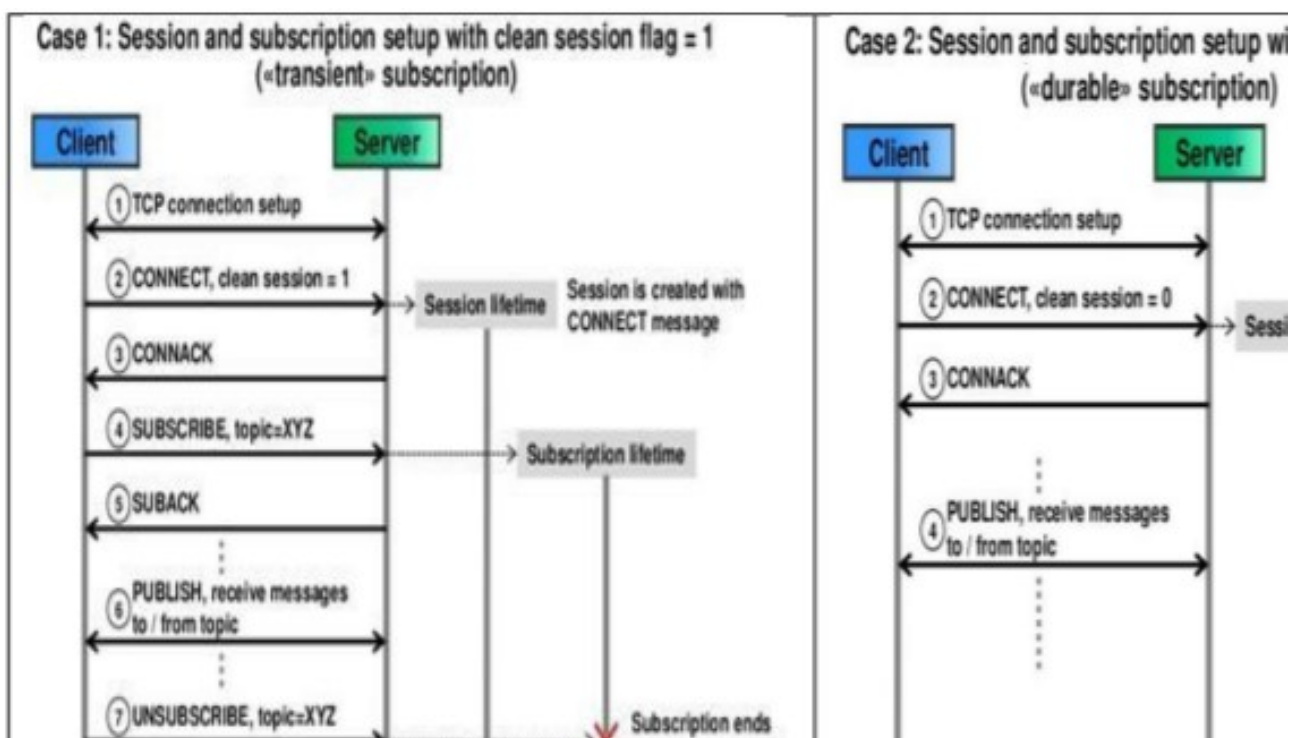 Case 1: Session and subscription setup with clean session flag = 1
(«transient» subscription)
Client
Server
1 TCP connection setup
2 CONNECT, clean session = 1
Session lifetime
Session is created with
CONNECT message
3 CONNACK
4 SUBSCRIBE, topic=XYZ
Subscription lifetime
5 SUBACK
6 PUBLISH, receive messages
to / from topic
7 UNSUBSCRIBE, topic=XYZ
Subscription ends
Case 2: Session and subscription setup wi
(«durable» subscription)
Client
Server
1 TCP connection setup
2 CONNECT, clean session = 0
Sessi
3 CONNACK
4 PUBLISH, receive messages
to / from topic